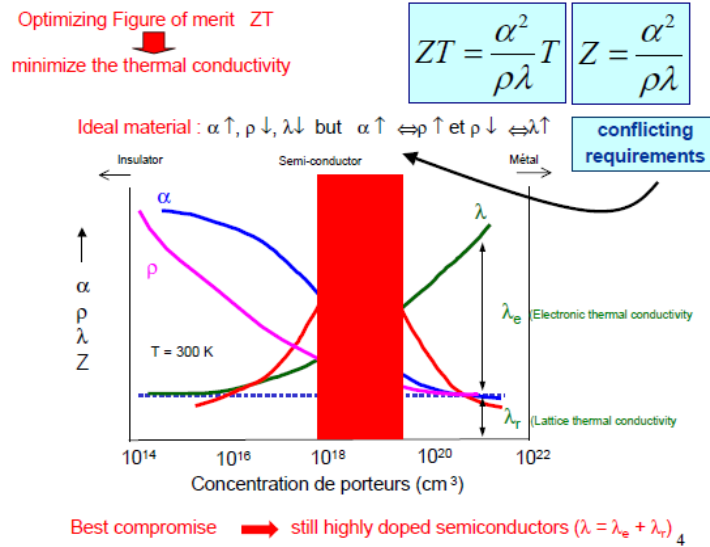 Optimizing Figure of merit ZT
minimize the thermal conductivity
ZT = α²/ρλ T
Z = α²/ρλ
Ideal material : α ↑, ρ ↓, λ↓ but α ↑ ⇔ρ ↑ et ρ ↓ ⇔λ↑
conflicting
requirements
Insulator
Semi-conductor
Métal
α
λ
ρ
α
ρ
λ
Z
λe (Electronic thermal conductivity
T = 300 K
λr (Lattice thermal conductivity
10¹⁴ 10¹⁶ 10¹⁸ 10²⁰ 10²²
Concentration de porteurs (cm³)
Best compromise still highly doped semiconductors (λ = λe + λr)
4